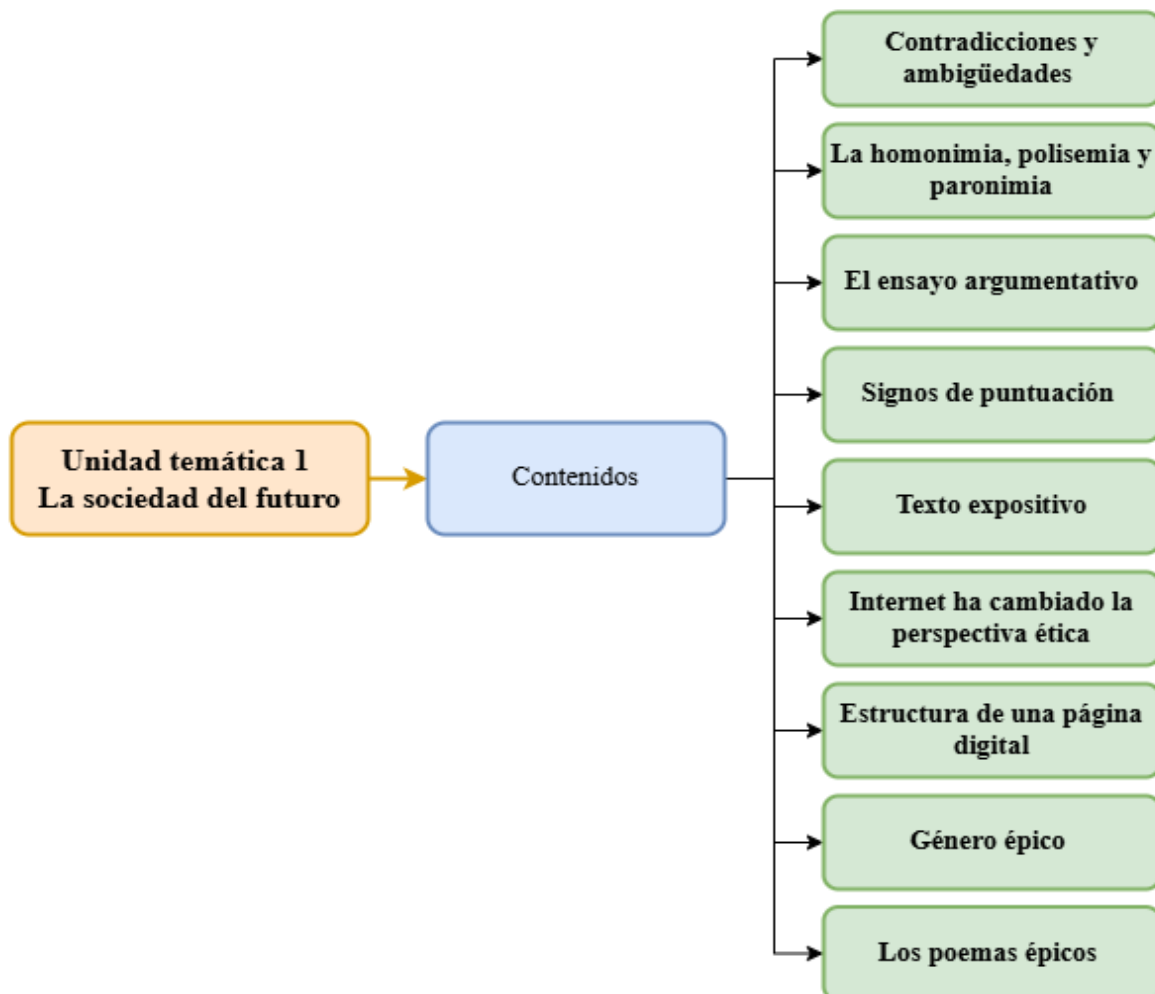 Unidad temática 1
La sociedad del futuro
Contenidos
Contradicciones y
ambigüedades
La homonimia, polisemia y
paronimia
El ensayo argumentativo
Signos de puntuación
Texto expositivo
Internet ha cambiado la
perspectiva ética
Estructura de una página
digital
Género épico
Los poemas épicos